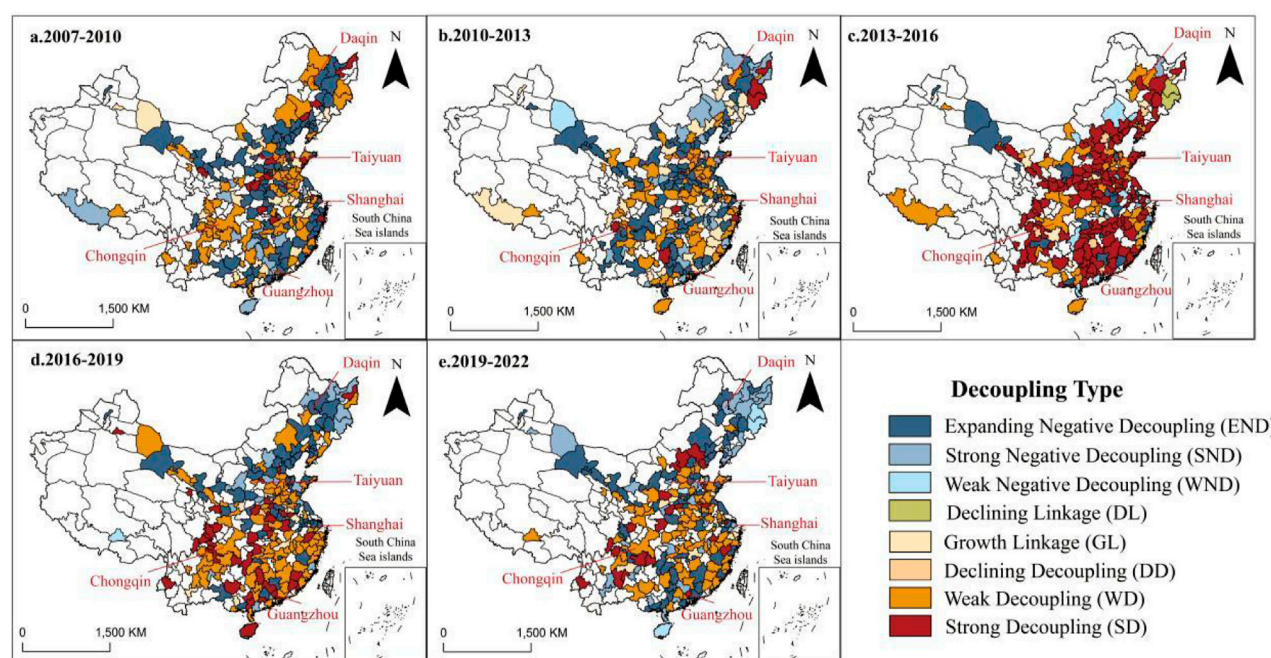 a.2007-2010
Daqin
N
Taiyuan
Shanghai
South China
Sea islands
Chongqin
Guangzhou
0
1,500 KM
b.2010-2013
Daqin
N
Taiyuan
Shanghai
South China
Sea islands
Chongqin
Guangzhou
0
1,500 KM
c.2013-2016
Daqin
N
Taiyuan
Shanghai
South China
Sea islands
Chongqin
Guangzhou
0
1,500 KM
d.2016-2019
Daqin
N
Taiyuan
Shanghai
South China
Sea islands
Chongqin
Guangzhou
0
1,500 KM
e.2019-2022
Daqin
N
Taiyuan
Shanghai
South China
Sea islands
Chongqin
Guangzhou
0
1,500 KM
Decoupling Type
Expanding Negative Decoupling (END)
Strong Negative Decoupling (SND)
Weak Negative Decoupling (WND)
Declining Linkage (DL)
Growth Linkage (GL)
Declining Decoupling (DD)
Weak Decoupling (WD)
Strong Decoupling (SD)